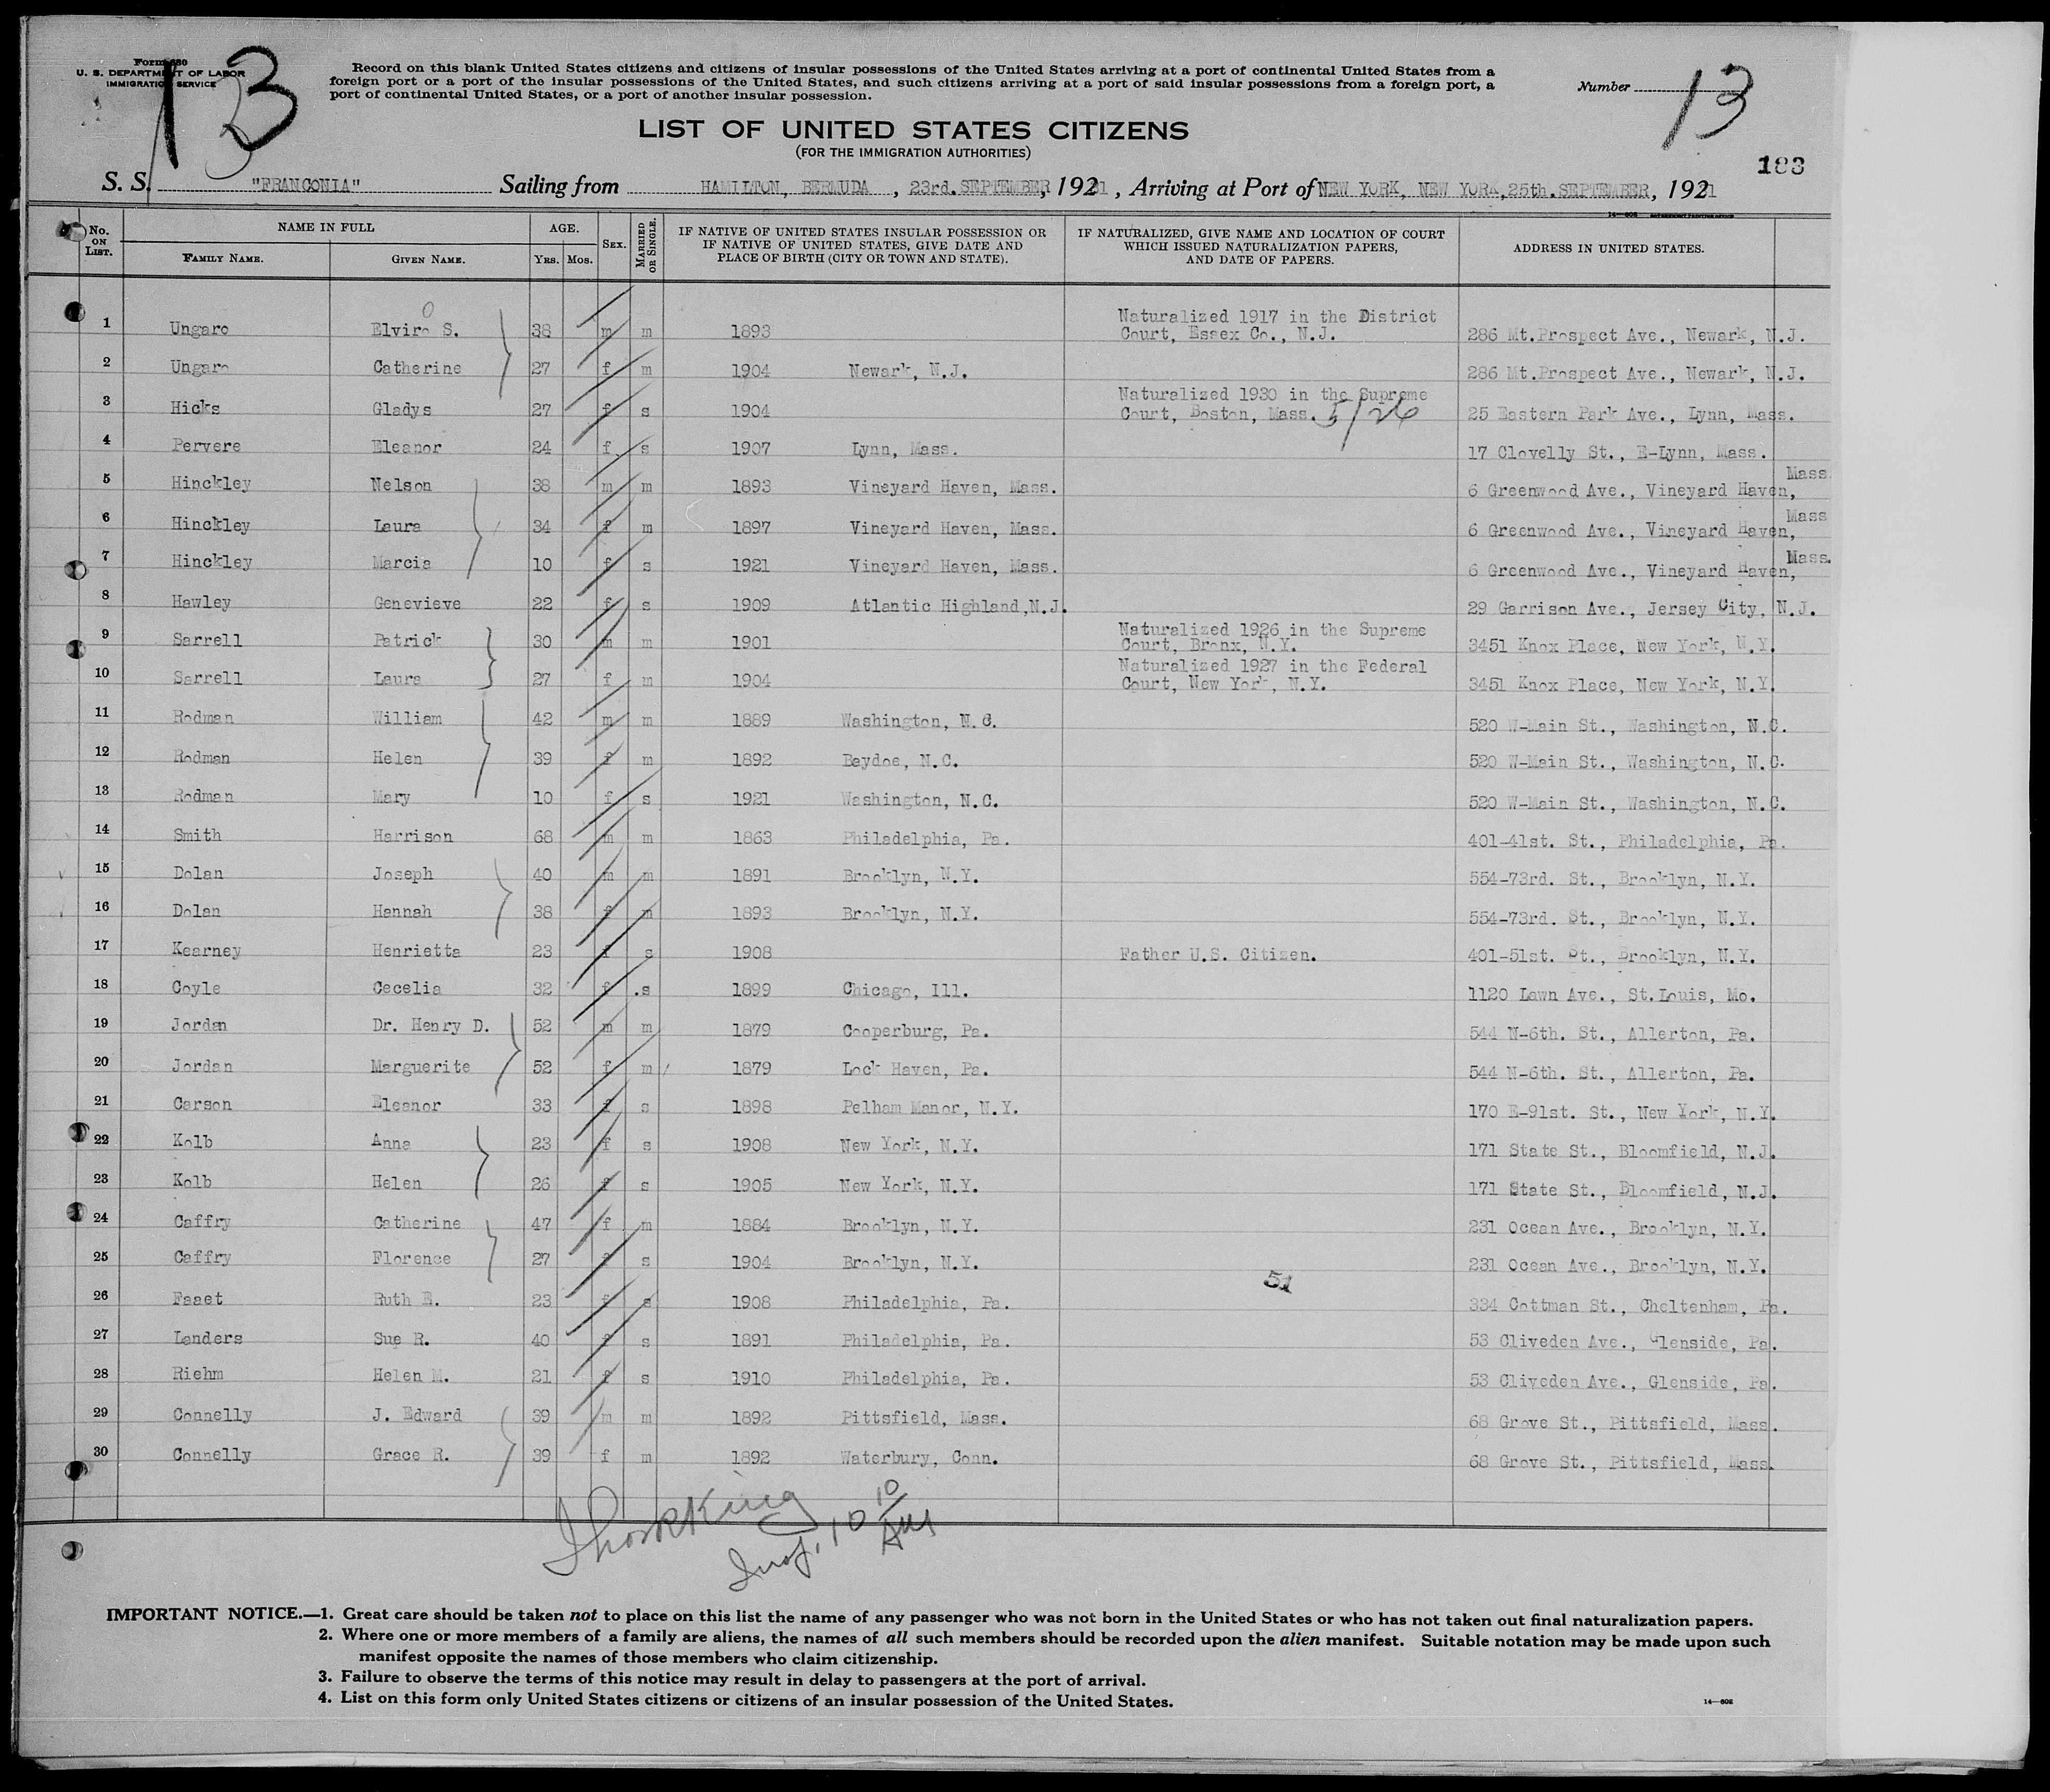 13
Form 630
U. S. DEPARTMENT OF LABOR
IMMIGRATION SERVICE
Record on this blank United States citizens and citizens of insular possessions of the United States arriving at a port of continental United States from a
foreign port or a port of the insular possessions of the United States, and such citizens arriving at a port of said insular possessions from a foreign port, a
port of continental United States, or a port of another insular possession.
Number 13
LIST OF UNITED STATES CITIZENS
(FOR THE IMMIGRATION AUTHORITIES)
183
S. S. "FRANCONIA" Sailing from HAMILTON, BERMUDA, 23rd. SEPTEMBER, 1921, Arriving at Port of NEW YORK, NEW YORK, 25th. SEPTEMBER, 1921
No. ON LIST. NAME IN FULL FAMILY NAME. GIVEN NAME. AGE. YRS. MOS. SEX. MARRIED OR SINGLE. IF NATIVE OF UNITED STATES INSULAR POSSESSION OR IF NATIVE OF UNITED STATES, GIVE DATE AND PLACE OF BIRTH (CITY OR TOWN AND STATE). IF NATURALIZED, GIVE NAME AND LOCATION OF COURT WHICH ISSUED NATURALIZATION PAPERS, AND DATE OF PAPERS. ADDRESS IN UNITED STATES.
1 Ungaro Elviro S. 38 m m 1893 Naturalized 1917 in the District Court, Essex Co., N.J. 286 Mt.Prospect Ave., Newark, N.J.
2 Ungaro Catherine 27 f m 1904 Newark, N.J. 286 Mt.Prospect Ave., Newark, N.J.
3 Hicks Gladys 27 f s 1904 Naturalized 1930 in the Supreme Court, Boston, Mass. 5/26 25 Eastern Park Ave., Lynn, Mass.
4 Pervere Eleanor 24 f s 1907 Lynn, Mass. 17 Clovelly St., E-Lynn, Mass.
5 Hinckley Nelson 38 m m 1893 Vineyard Haven, Mass. 6 Greenwood Ave., Vineyard Haven, Mass.
6 Hinckley Laura 34 f m 1897 Vineyard Haven, Mass. 6 Greenwood Ave., Vineyard Haven, Mass
7 Hinckley Marcia 10 f s 1921 Vineyard Haven, Mass. 6 Greenwood Ave., Vineyard Haven, Mass.
8 Hawley Genevieve 22 f s 1909 Atlantic Highland,N.J. 29 Garrison Ave., Jersey City, N.J.
9 Sarrell Patrick 30 m m 1901 Naturalized 1926 in the Supreme Court, Bronx, N.Y. 3451 Knox Place, New York, N.Y.
10 Sarrell Laura 27 f m 1904 Naturalized 1927 in the Federal Court, New York, N.Y. 3451 Knox Place, New York, N.Y.
11 Rodman William 42 m m 1889 Washington, N.C. 520 W-Main St., Washington, N.C.
12 Rodman Helen 39 f m 1892 Baydoe, N.C. 520 W-Main St., Washington, N.C.
13 Rodman Mary 10 f s 1921 Washington, N.C. 520 W-Main St., Washington, N.C.
14 Smith Harrison 68 m m 1863 Philadelphia, Pa. 401-41st. St., Philadelphia, Pa.
15 Dolan Joseph 40 m m 1891 Brooklyn, N.Y. 554-73rd. St., Brooklyn, N.Y.
16 Dolan Hannah 38 f m 1893 Brooklyn, N.Y. 554-73rd. St., Brooklyn, N.Y.
17 Kearney Henrietta 23 f s 1908 Father U.S. Citizen. 401-51st. St., Brooklyn, N.Y.
18 Coyle Cecelia 32 f s 1899 Chicago, Ill. 1120 Lawn Ave., St.Louis, Mo.
19 Jordan Dr. Henry D. 52 m m 1879 Cooperburg, Pa. 544 N-6th. St., Allerton, Pa.
20 Jordan Marguerite 52 f m 1879 Lock Haven, Pa. 544 N-6th. St., Allerton, Pa.
21 Carson Eleanor 33 f s 1898 Pelham Manor, N.Y. 170 E-91st. St., New York, N.Y.
22 Kolb Anna 23 f s 1908 New York, N.Y. 171 State St., Bloomfield, N.J.
23 Kolb Helen 26 f s 1905 New York, N.Y. 171 State St., Bloomfield, N.J.
24 Caffry Catherine 47 f m 1884 Brooklyn, N.Y. 231 Ocean Ave., Brooklyn, N.Y.
25 Caffry Florence 27 f s 1904 Brooklyn, N.Y. 231 Ocean Ave., Brooklyn, N.Y.
51
26 Faaet Ruth E. 23 f s 1908 Philadelphia, Pa. 334 Cottman St., Cheltenham, Pa.
27 Landers Sue R. 40 f s 1891 Philadelphia, Pa. 53 Cliveden Ave., Glenside, Pa.
28 Riehm Helen M. 21 f s 1910 Philadelphia, Pa. 53 Cliveden Ave., Glenside, Pa.
29 Connelly J. Edward 39 m m 1892 Pittsfield, Mass. 68 Grove St., Pittsfield, Mass.
30 Connelly Grace R. 39 f m 1892 Waterbury, Conn. 68 Grove St., Pittsfield, Mass.
Insp. 10 10 AM
IMPORTANT NOTICE.—1. Great care should be taken not to place on this list the name of any passenger who was not born in the United States or who has not taken out final naturalization papers.
2. Where one or more members of a family are aliens, the names of all such members should be recorded upon the alien manifest. Suitable notation may be made upon such
manifest opposite the names of those members who claim citizenship.
3. Failure to observe the terms of this notice may result in delay to passengers at the port of arrival.
4. List on this form only United States citizens or citizens of an insular possession of the United States.
14—602